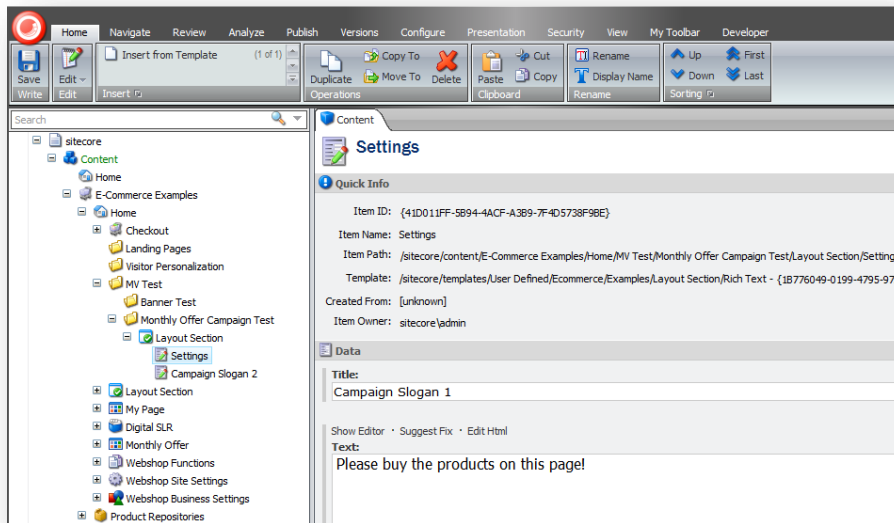 Home Navigate Review Analyze Publish Versions Configure Presentation Security View My Toolbar Developer
Save
Write
Edit
Edit
Insert from Template (1 of 1)
Insert
Duplicate
Copy To
Move To
Delete
Operations
Paste
Cut
Copy
Clipboard
Rename
Display Name
Rename
Up
Down
First
Last
Sorting
Search
sitecore
Content
Home
E-Commerce Examples
Home
Checkout
Landing Pages
Visitor Personalization
MV Test
Banner Test
Monthly Offer Campaign Test
Layout Section
Settings
Campaign Slogan 2
Layout Section
My Page
Digital SLR
Monthly Offer
Webshop Functions
Webshop Site Settings
Webshop Business Settings
Product Repositories
Content
Settings
Quick Info
Item ID: {41D011FF-5B94-4ACF-A3B9-7F4D5738F9BE}
Item Name: Settings
Item Path: /sitecore/content/E-Commerce Examples/Home/MV Test/Monthly Offer Campaign Test/Layout Section/Setting
Template: /sitecore/templates/User Defined/Ecommerce/Examples/Layout Section/Rich Text - {1B776049-0199-4795-97
Created From: [unknown]
Item Owner: sitecore\admin
Data
Title:
Campaign Slogan 1
Show Editor · Suggest Fix · Edit Html
Text:
Please buy the products on this page!